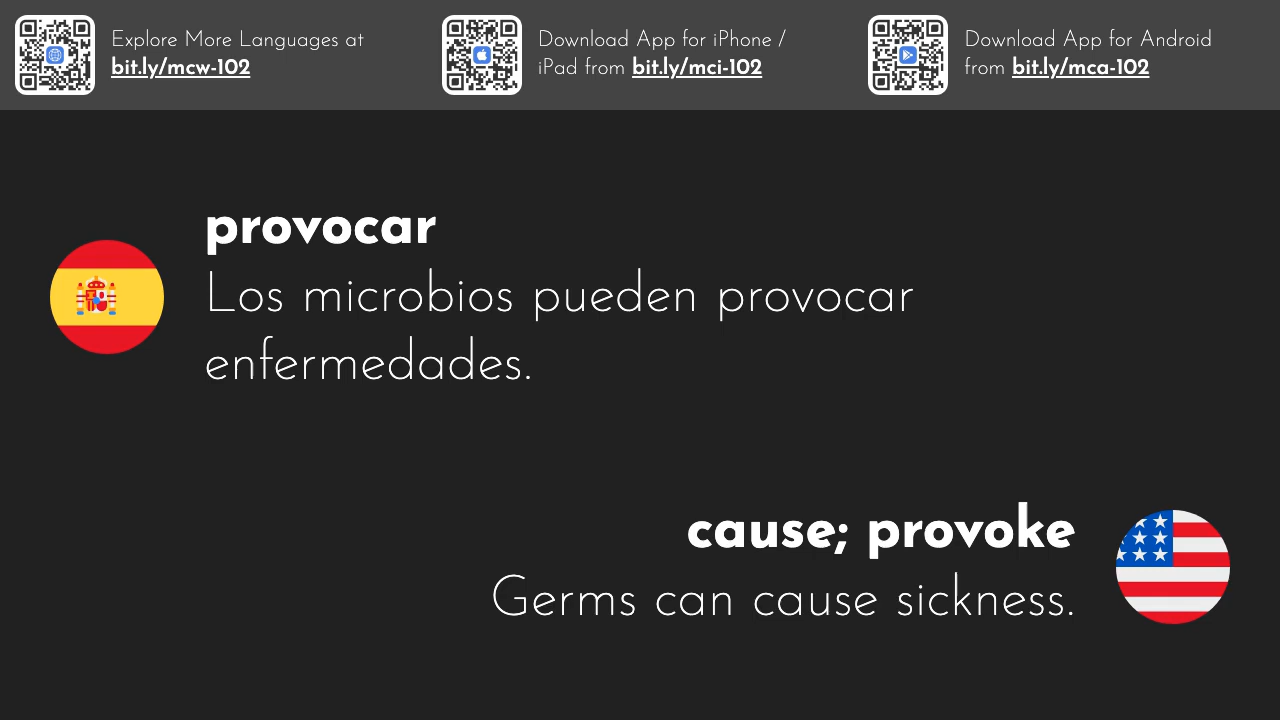 Explore More Languages at
bit.ly/mcw-102
Download App for iPhone /
iPad from bit.ly/mci-102
Download App for Android
from bit.ly/mca-102
provocar
Los microbios pueden provocar
enfermedades.
cause; provoke
Germs can cause sickness.